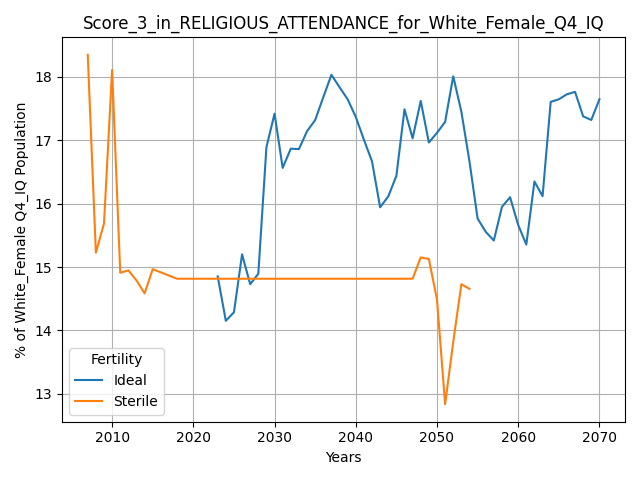 Score_3_in_RELIGIOUS_ATTENDANCE_for_White_Female_Q4_IQ
% of White_Female Q4_IQ Population
18
17
16
15
14
13
Fertility
Ideal
Sterile
2010 2020 2030 2040 2050 2060 2070
Years